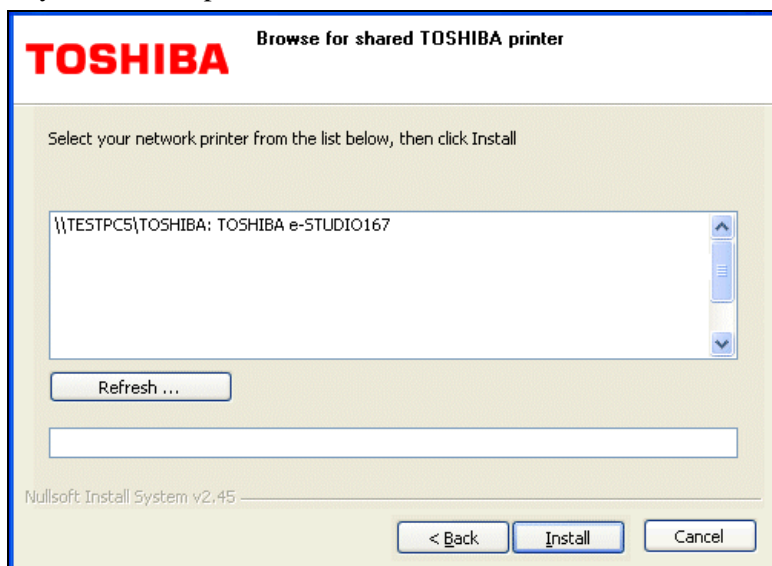 Browse for shared TOSHIBA printer
TOSHIBA
Select your network printer from the list below, then click Install
\\TESTPC5\TOSHIBA: TOSHIBA e-STUDIO167
Refresh ...
Nullsoft Install System v2.45
< Back Install Cancel